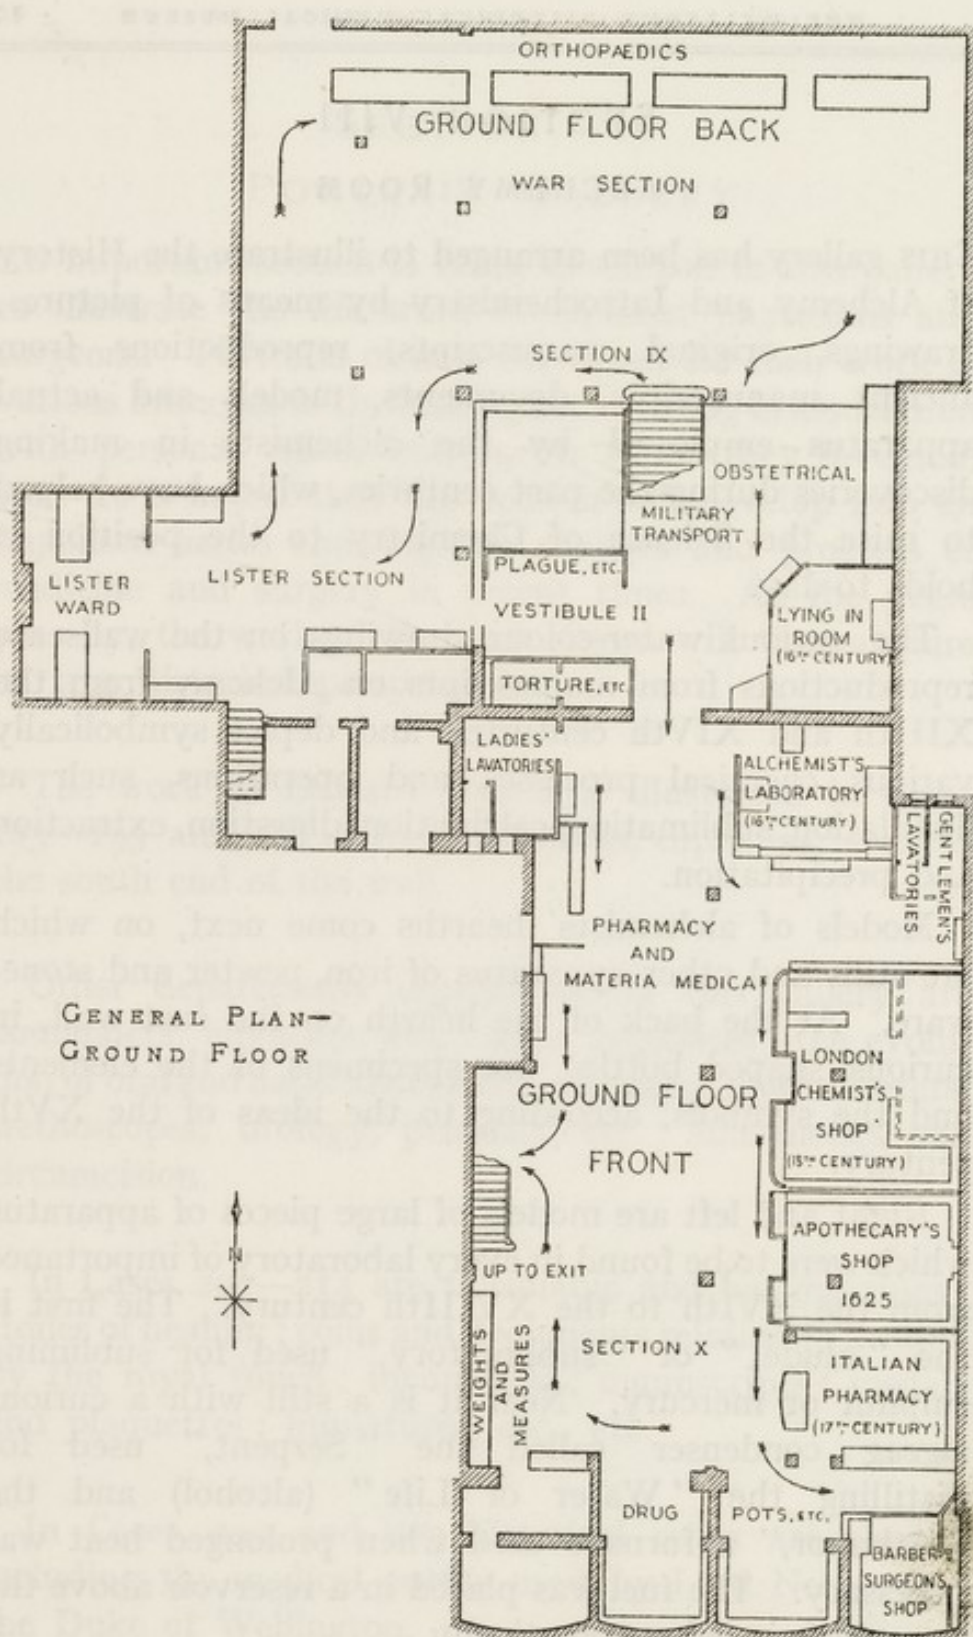 ORTHOPAEDICS
GROUND FLOOR BACK
WAR SECTION
SECTION IX
OBSTETRICAL
MILITARY
TRANSPORT
PLAGUE, ETC.
VESTIBULE II
LISTER
WARD
LISTER SECTION
LYING IN
ROOM
(16TH CENTURY)
TORTURE, ETC.
LADIES'
LAVATORIES
ALCHEMIST'S
LABORATORY
(16TH CENTURY)
GENTLEMEN'S
LAVATORIES
PHARMACY
AND
MATERIA MEDICA
GENERAL PLAN—
GROUND FLOOR
LONDON
CHEMIST'S
SHOP
GROUND FLOOR
FRONT
N
UP TO EXIT
APOTHECARY'S
SHOP
1625
WEIGHTS
AND
MEASURES
SECTION X
ITALIAN
PHARMACY
(17TH CENTURY)
DRUG
POTS, ETC.
BARBER
SURGEON'S
SHOP